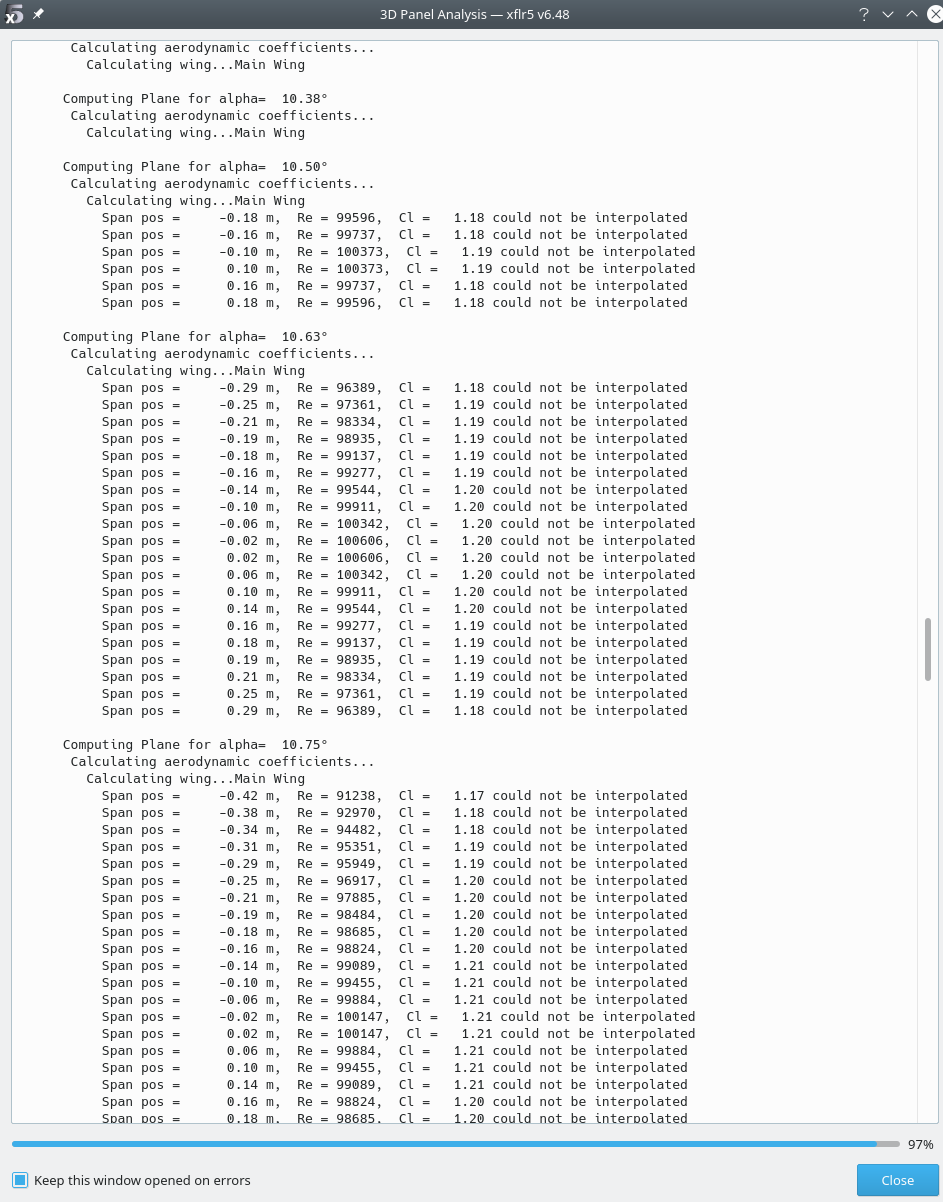 3D Panel Analysis — xflr5 v6.48
Calculating aerodynamic coefficients...
Calculating wing...Main Wing
Computing Plane for alpha=  10.38°
Calculating aerodynamic coefficients...
Calculating wing...Main Wing
Computing Plane for alpha=  10.50°
Calculating aerodynamic coefficients...
Calculating wing...Main Wing
Span pos =     -0.18 m,  Re = 99596,  Cl =   1.18 could not be interpolated
Span pos =     -0.16 m,  Re = 99737,  Cl =   1.18 could not be interpolated
Span pos =     -0.10 m,  Re = 100373,  Cl =   1.19 could not be interpolated
Span pos =      0.10 m,  Re = 100373,  Cl =   1.19 could not be interpolated
Span pos =      0.16 m,  Re = 99737,  Cl =   1.18 could not be interpolated
Span pos =      0.18 m,  Re = 99596,  Cl =   1.18 could not be interpolated
Computing Plane for alpha=  10.63°
Calculating aerodynamic coefficients...
Calculating wing...Main Wing
Span pos =     -0.29 m,  Re = 96389,  Cl =   1.18 could not be interpolated
Span pos =     -0.25 m,  Re = 97361,  Cl =   1.19 could not be interpolated
Span pos =     -0.21 m,  Re = 98334,  Cl =   1.19 could not be interpolated
Span pos =     -0.19 m,  Re = 98935,  Cl =   1.19 could not be interpolated
Span pos =     -0.18 m,  Re = 99137,  Cl =   1.19 could not be interpolated
Span pos =     -0.16 m,  Re = 99277,  Cl =   1.19 could not be interpolated
Span pos =     -0.14 m,  Re = 99544,  Cl =   1.20 could not be interpolated
Span pos =     -0.10 m,  Re = 99911,  Cl =   1.20 could not be interpolated
Span pos =     -0.06 m,  Re = 100342,  Cl =   1.20 could not be interpolated
Span pos =     -0.02 m,  Re = 100606,  Cl =   1.20 could not be interpolated
Span pos =      0.02 m,  Re = 100606,  Cl =   1.20 could not be interpolated
Span pos =      0.06 m,  Re = 100342,  Cl =   1.20 could not be interpolated
Span pos =      0.10 m,  Re = 99911,  Cl =   1.20 could not be interpolated
Span pos =      0.14 m,  Re = 99544,  Cl =   1.20 could not be interpolated
Span pos =      0.16 m,  Re = 99277,  Cl =   1.19 could not be interpolated
Span pos =      0.18 m,  Re = 99137,  Cl =   1.19 could not be interpolated
Span pos =      0.19 m,  Re = 98935,  Cl =   1.19 could not be interpolated
Span pos =      0.21 m,  Re = 98334,  Cl =   1.19 could not be interpolated
Span pos =      0.25 m,  Re = 97361,  Cl =   1.19 could not be interpolated
Span pos =      0.29 m,  Re = 96389,  Cl =   1.18 could not be interpolated
Computing Plane for alpha=  10.75°
Calculating aerodynamic coefficients...
Calculating wing...Main Wing
Span pos =     -0.42 m,  Re = 91238,  Cl =   1.17 could not be interpolated
Span pos =     -0.38 m,  Re = 92970,  Cl =   1.18 could not be interpolated
Span pos =     -0.34 m,  Re = 94482,  Cl =   1.18 could not be interpolated
Span pos =     -0.31 m,  Re = 95351,  Cl =   1.19 could not be interpolated
Span pos =     -0.29 m,  Re = 95949,  Cl =   1.19 could not be interpolated
Span pos =     -0.25 m,  Re = 96917,  Cl =   1.20 could not be interpolated
Span pos =     -0.21 m,  Re = 97885,  Cl =   1.20 could not be interpolated
Span pos =     -0.19 m,  Re = 98484,  Cl =   1.20 could not be interpolated
Span pos =     -0.18 m,  Re = 98685,  Cl =   1.20 could not be interpolated
Span pos =     -0.16 m,  Re = 98824,  Cl =   1.20 could not be interpolated
Span pos =     -0.14 m,  Re = 99089,  Cl =   1.21 could not be interpolated
Span pos =     -0.10 m,  Re = 99455,  Cl =   1.21 could not be interpolated
Span pos =     -0.06 m,  Re = 99884,  Cl =   1.21 could not be interpolated
Span pos =     -0.02 m,  Re = 100147,  Cl =   1.21 could not be interpolated
Span pos =      0.02 m,  Re = 100147,  Cl =   1.21 could not be interpolated
Span pos =      0.06 m,  Re = 99884,  Cl =   1.21 could not be interpolated
Span pos =      0.10 m,  Re = 99455,  Cl =   1.21 could not be interpolated
Span pos =      0.14 m,  Re = 99089,  Cl =   1.21 could not be interpolated
Span pos =      0.16 m,  Re = 98824,  Cl =   1.20 could not be interpolated
Span pos =      0.18 m,  Re = 98685,  Cl =   1.20 could not be interpolated
97%
Keep this window opened on errors
Close